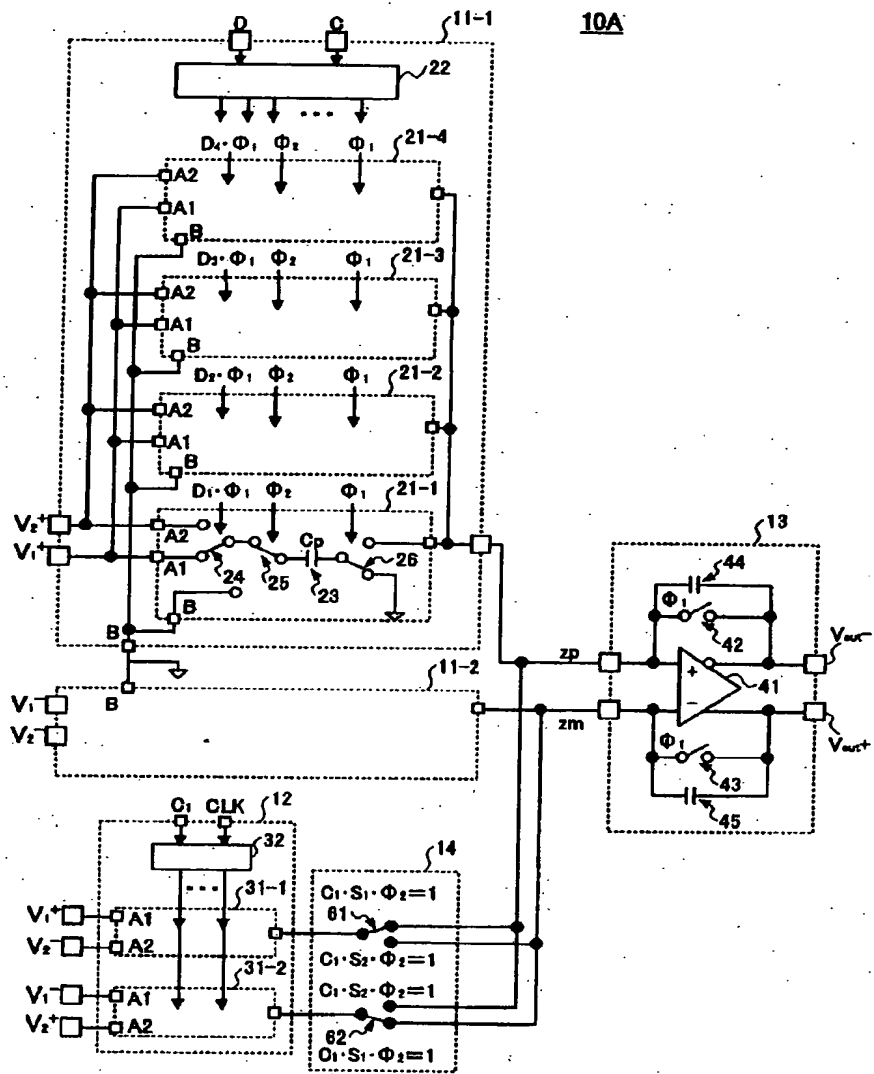 10A
D C 11-1
22
D₄·Φ₁ Φ₂ Φ₁ 21-4
A2
A1
B
D₃·Φ₁ Φ₂ Φ₁ 21-3
A2
A1
B
D₂·Φ₁ Φ₂ Φ₁ 21-2
A2
A1
B
D₁·Φ₁ Φ₂ Φ₁ 21-1
V₂⁺ A2
V₁⁺ A1 24 25 Cp 23 26
B
B
13
44
Φ₁
42
Vout-
zp + 41
zm -
Vout+
Φ₁
43
45
11-2
B
V₁⁻
V₂⁻
12
C₁ CLK
32
31-1
V₁⁺ A1
V₂⁻ A2
31-2
V₁⁻ A1
V₂⁺ A2
14
C₁·S₁·Φ₂=1
61
C₁·S₂·Φ₂=1
C₁·S₂·Φ₂=1
62
C₁·S₁·Φ₂=1